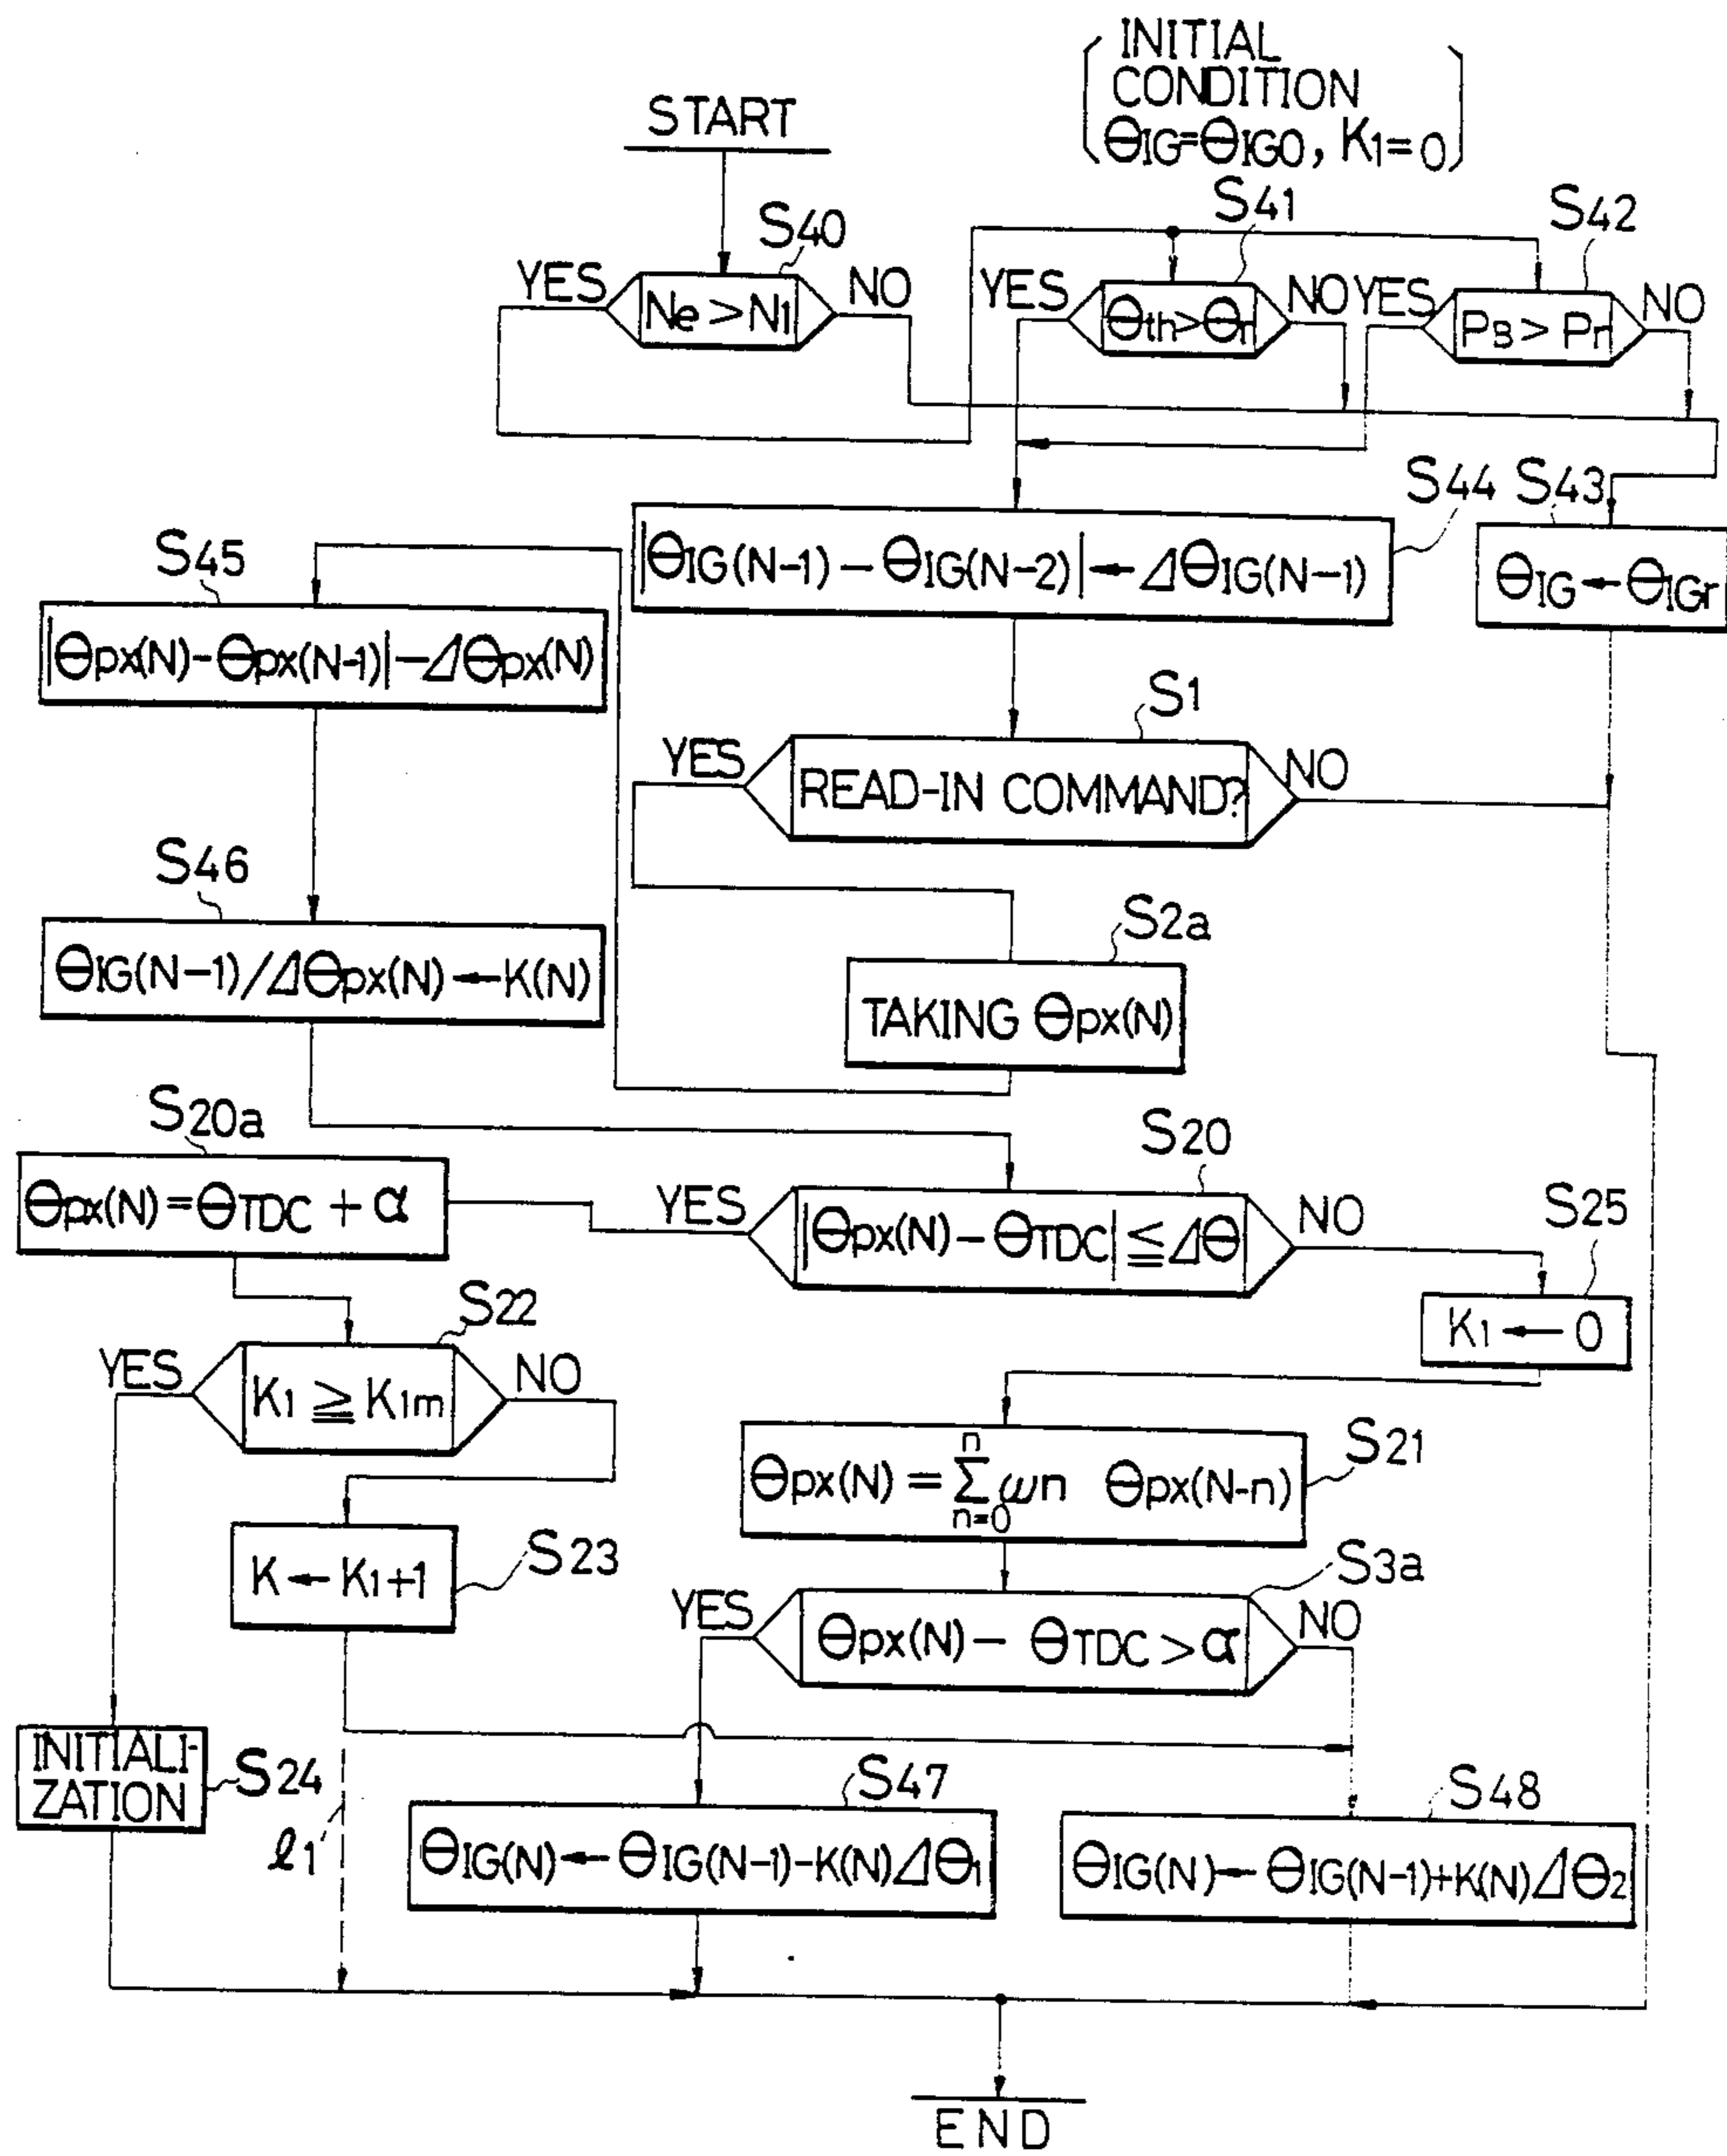 INITIAL
CONDITION
ΘIG=ΘIG0, K1=0
START
S40
S41
S42
YES
Ne > N1
NO
YES
Θth>Θr
NO
YES
PB > Pr
NO
S44
S43
|ΘIG(N-1) - ΘIG(N-2)| ← ΔΘIG(N-1)
ΘIG ← ΘIGr
S45
|Θpx(N)-Θpx(N-1)| - ΔΘpx(N)
S1
YES
READ-IN COMMAND?
NO
S46
ΘIG(N-1)/ΔΘpx(N) ← K(N)
S2a
TAKING Θpx(N)
S20a
Θpx(N) = ΘTDC + α
S20
YES
|Θpx(N) - ΘTDC| ≦ ΔΘ
NO
S25
K1 ← 0
S22
YES
K1 ≧ K1m
NO
S21
Θpx(N) = Σ n n=0 ωn Θpx(N-n)
S23
K ← K1+1
S3a
YES
Θpx(N) - ΘTDC > α
NO
INITIALI-
ZATION
S24
ℓ1
S47
ΘIG(N) ← ΘIG(N-1)-K(N)ΔΘ1
S48
ΘIG(N) ← ΘIG(N-1)+K(N)ΔΘ2
END